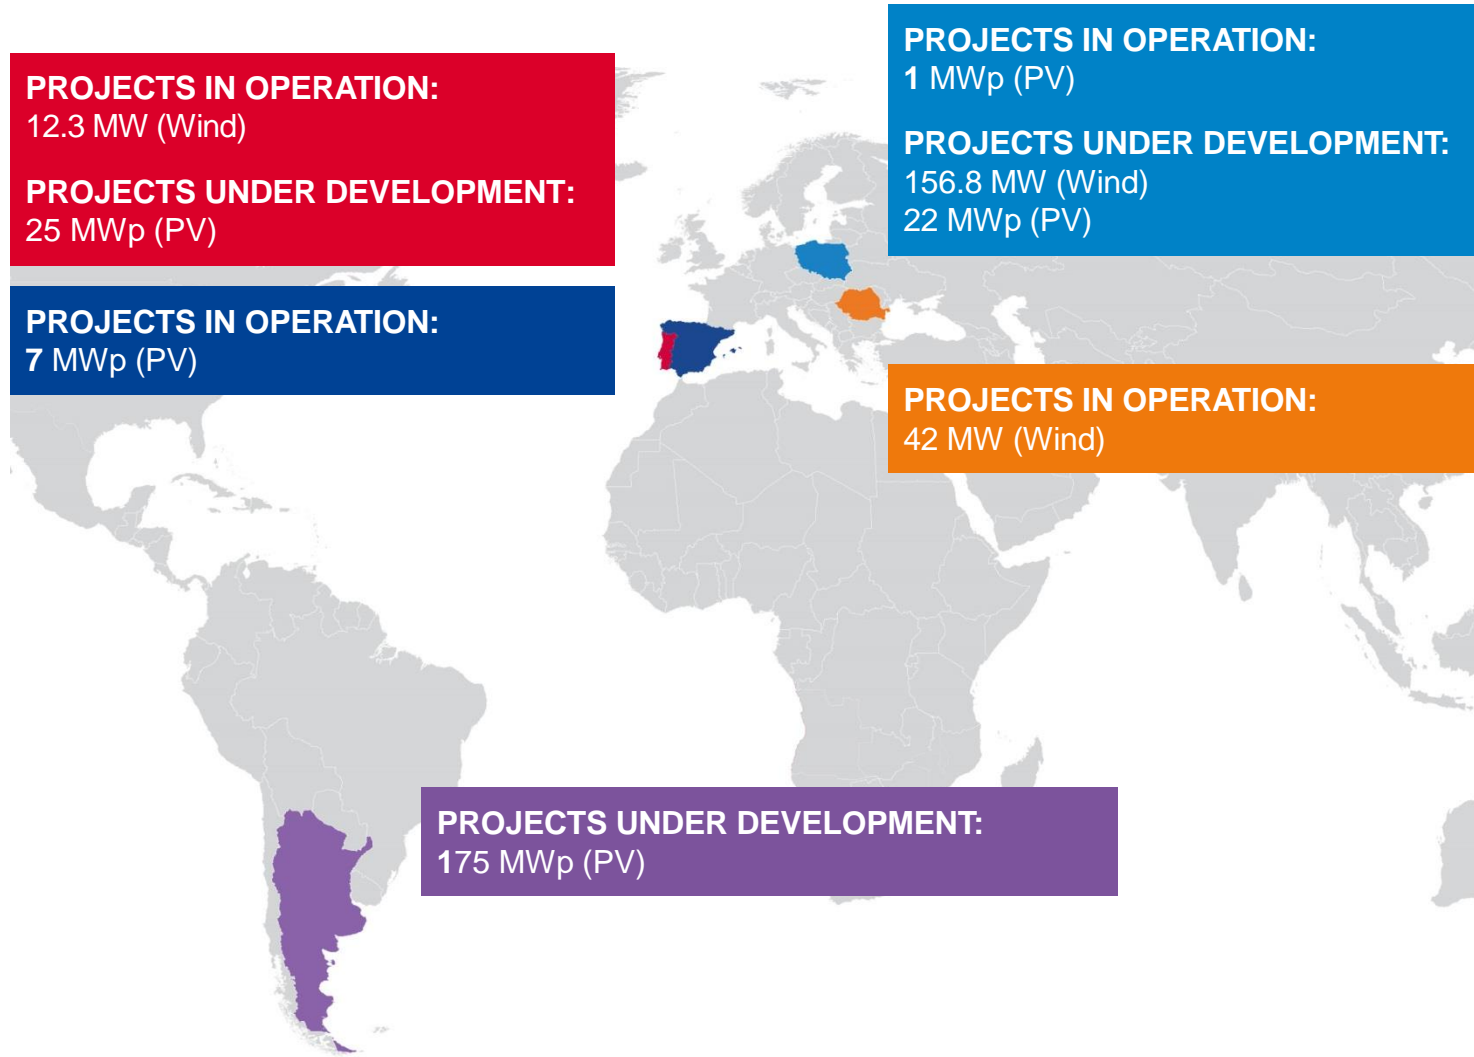 PROJECTS IN OPERATION:
12.3 MW (Wind)
PROJECTS UNDER DEVELOPMENT:
25 MWp (PV)
PROJECTS IN OPERATION:
7 MWp (PV)
PROJECTS IN OPERATION:
1 MWp (PV)
PROJECTS UNDER DEVELOPMENT:
156.8 MW (Wind)
22 MWp (PV)
PROJECTS IN OPERATION:
42 MW (Wind)
PROJECTS UNDER DEVELOPMENT:
175 MWp (PV)